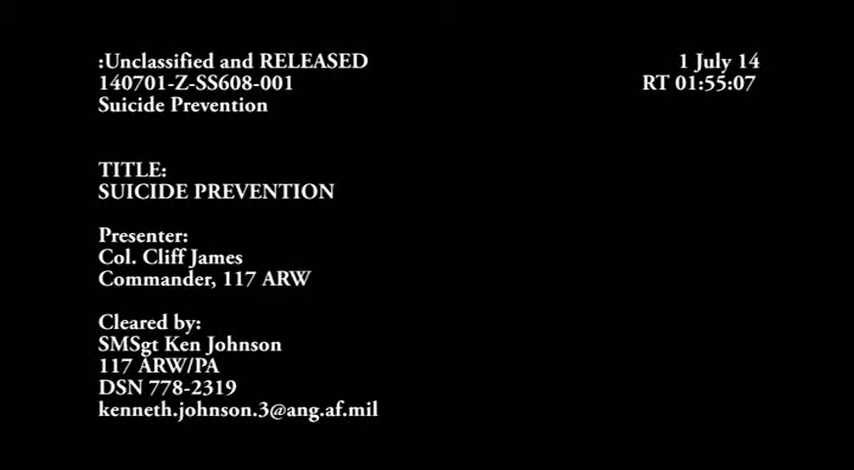 :Unclassified and RELEASED
1 July 14
140701-Z-SS608-001
RT 01:55:07
Suicide Prevention
TITLE:
SUICIDE PREVENTION
Presenter:
Col. Cliff James
Commander, 117 ARW
Cleared by:
SMSgt Ken Johnson
117 ARW/PA
DSN 778-2319
kenneth.johnson.3@ang.af.mil